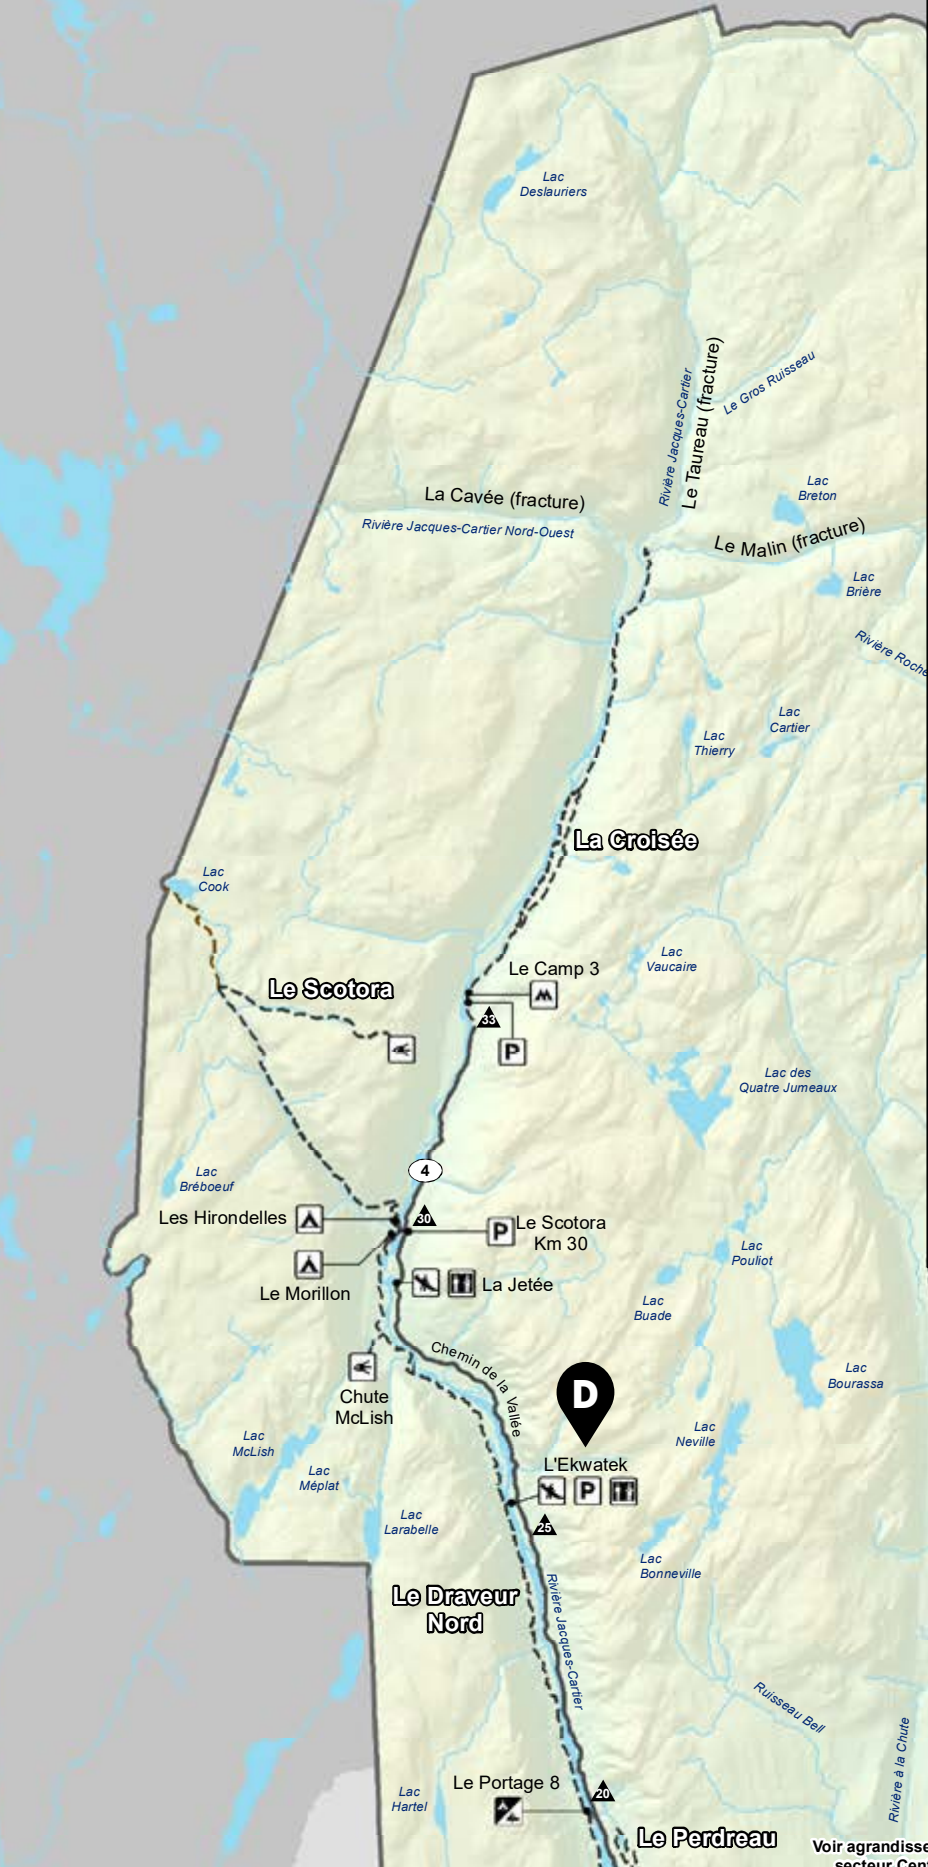 Lac
Deslauriers
Rivière Jacques-Cartier
Le Taureau (fracture)
Le Gros Ruisseau
La Cavée (fracture)
Rivière Jacques-Cartier Nord-Ouest
Lac
Breton
Le Malin (fracture)
Lac
Brière
Rivière Roche
Lac
Cartier
Lac
Thierry
La Croisée
Lac
Cook
Lac
Vaucaire
Le Camp 3
Le Scotora
33
P
Lac des
Quatre Jumeaux
4
Lac
Bréboeuf
Les Hirondelles
30
P
Le Scotora
Km 30
Lac
Pouliot
Le Morillon
La Jetée
Lac
Buade
Chemin de la Vallée
Chute
McLish
D
Lac
Bourassa
Lac
McLish
Lac
Neville
L'Ekwatek
P
Lac
Méplat
Lac
Larabelle
25
Lac
Bonneville
Le Draveur
Nord
Rivière Jacques-Cartier
Ruisseau Bell
Rivière à la Chute
Le Portage 8
20
Lac
Hartel
Le Perdreau
Voir agrandisse
secteur Cen